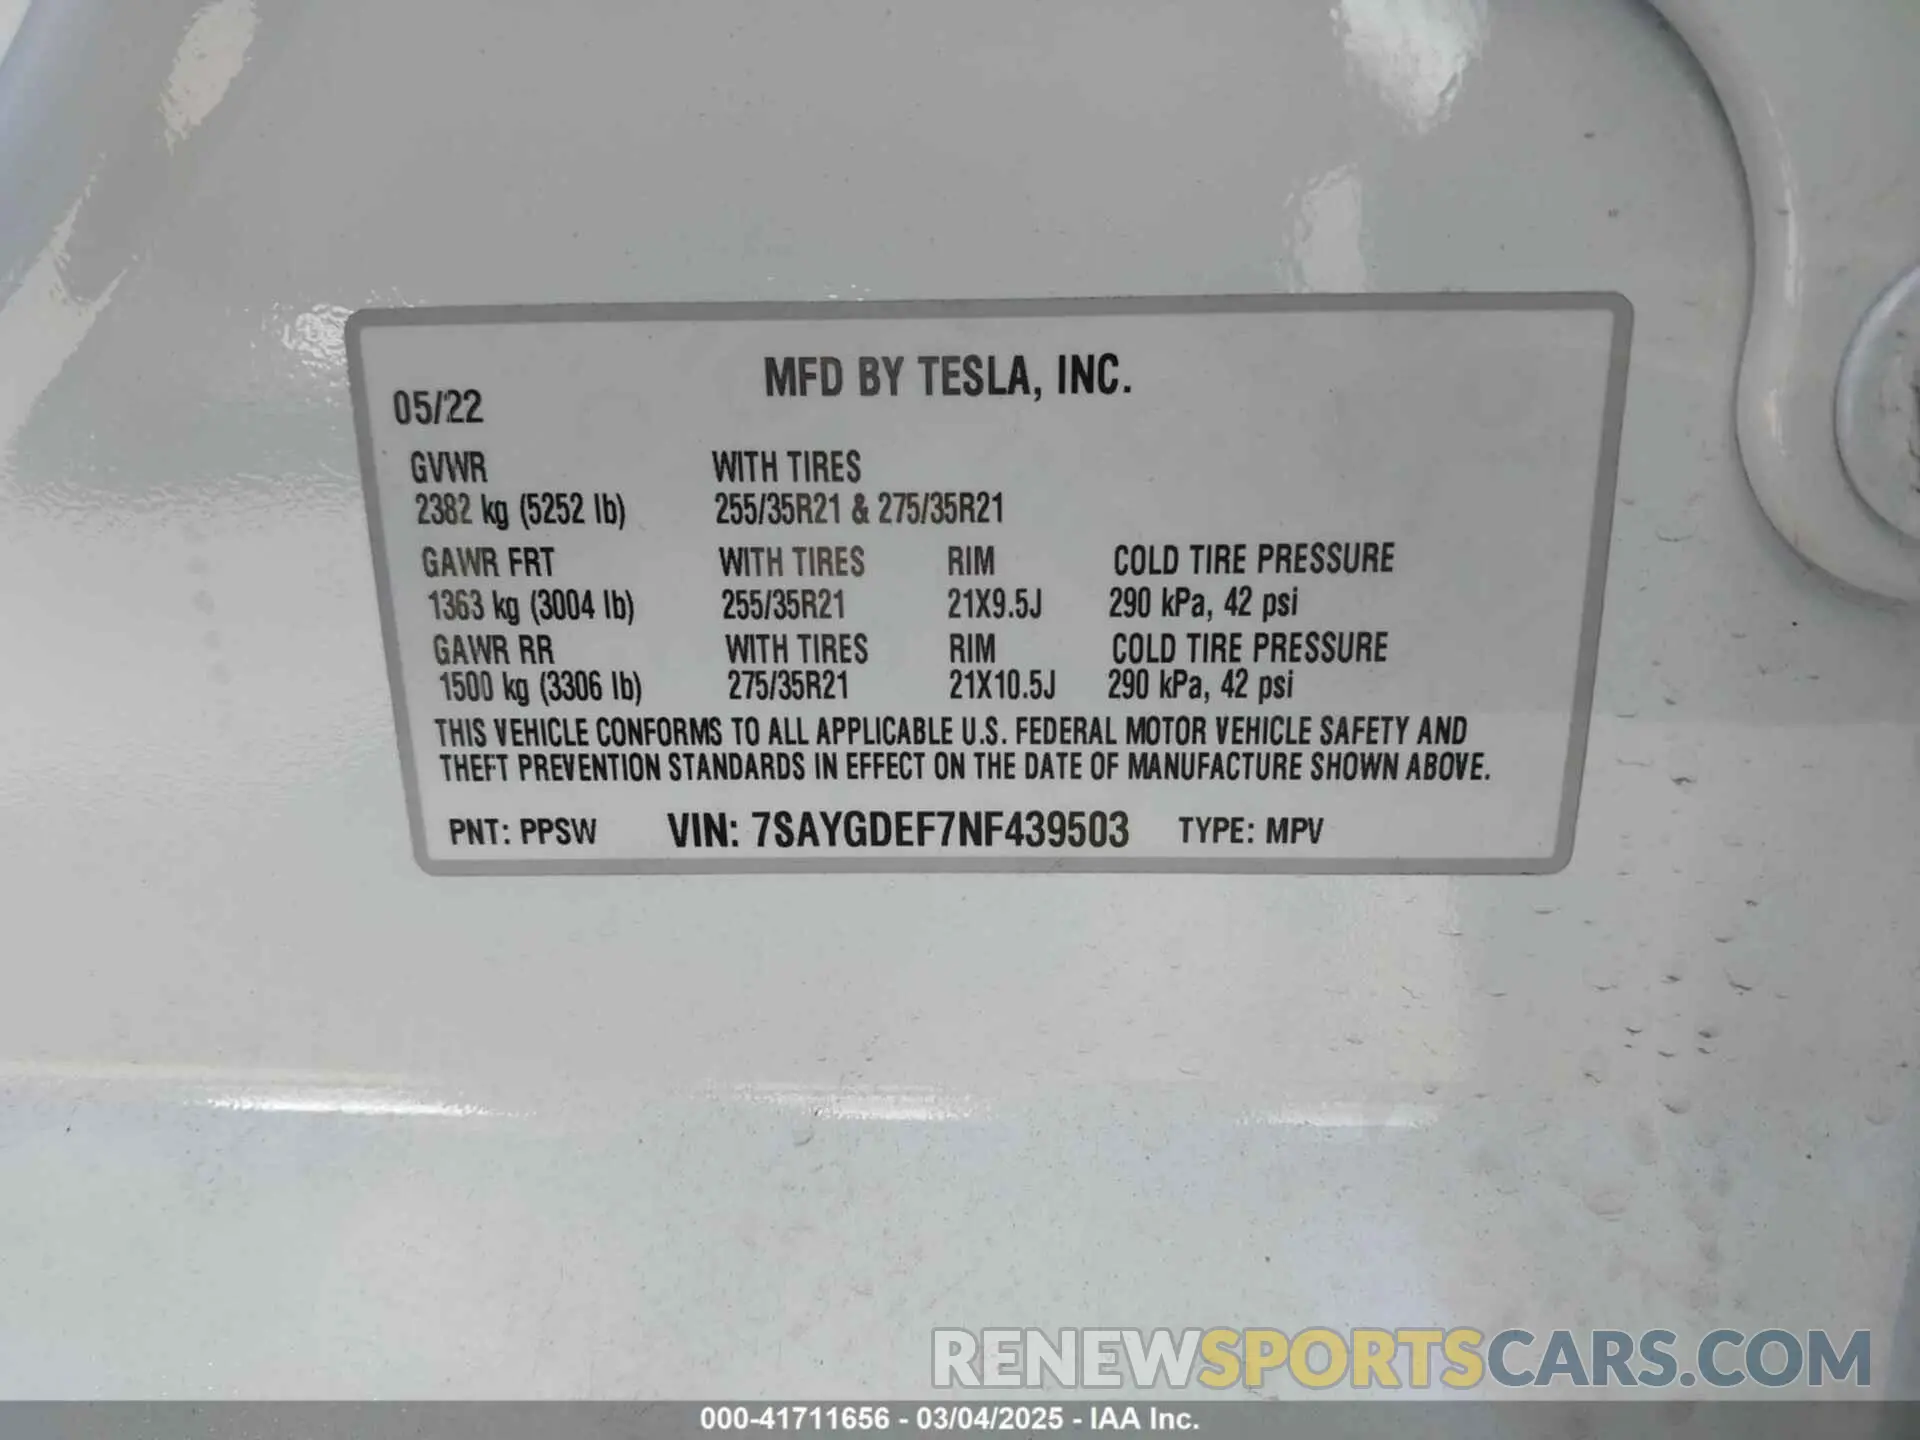 MFD BY TESLA, INC.
05/22
GVWR WITH TIRES
2382 kg (5252 lb) 255/35R21 & 275/35R21
GAWR FRT WITH TIRES RIM COLD TIRE PRESSURE
1363 kg (3004 lb) 255/35R21 21X9.5J 290 kPa, 42 psi
GAWR RR WITH TIRES RIM COLD TIRE PRESSURE
1500 kg (3306 lb) 275/35R21 21X10.5J 290 kPa, 42 psi
THIS VEHICLE CONFORMS TO ALL APPLICABLE U.S. FEDERAL MOTOR VEHICLE SAFETY AND
THEFT PREVENTION STANDARDS IN EFFECT ON THE DATE OF MANUFACTURE SHOWN ABOVE.
PNT: PPSW VIN: 7SAYGDEF7NF439503 TYPE: MPV
RENEWSPORTSCARS.COM
000-41711656 - 03/04/2025 - IAA Inc.